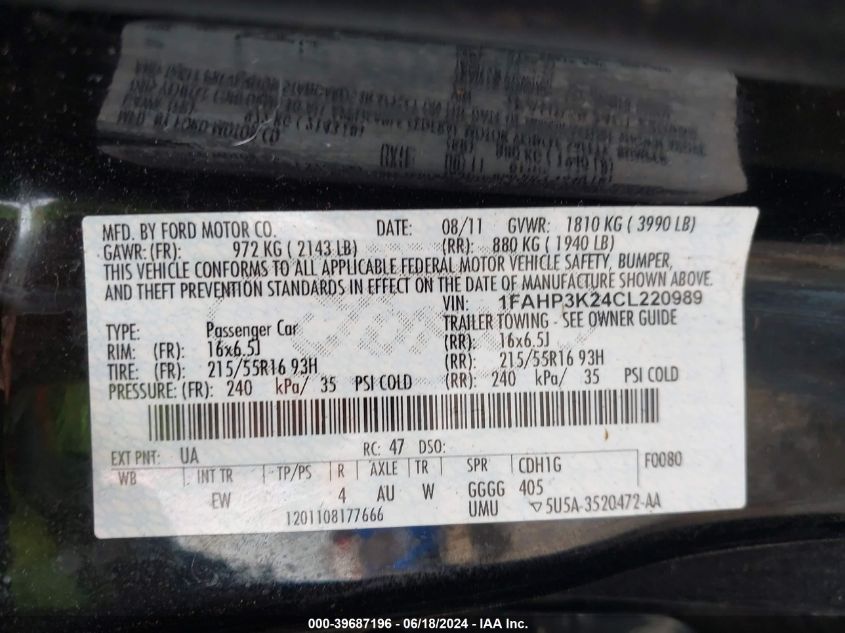 MFD. BY FORD MOTOR CO. DATE: 08/11 GVWR: 1810 KG ( 3990 LB)
GAWR: (FR): 972 KG ( 2143 LB) (RR): 880 KG ( 1940 LB)
THIS VEHICLE CONFORMS TO ALL APPLICABLE FEDERAL MOTOR VEHICLE SAFETY, BUMPER,
AND THEFT PREVENTION STANDARDS IN EFFECT ON THE DATE OF MANUFACTURE SHOWN ABOVE.
VIN: 1FAHP3K24CL220989
TYPE: Passenger Car TRAILER TOWING - SEE OWNER GUIDE
RIM: (FR): 16x6.5J (RR): 16x6.5J
TIRE: (FR): 215/55R16 93H (RR): 215/55R16 93H
PRESSURE: (FR): 240 kPa/ 35 PSI COLD (RR): 240 kPa/ 35 PSI COLD
EXT PNT: UA RC: 47 DSO:
WB INT TR TP/PS R AXLE TR SPR CDH1G F0080
EW 4 AU W GGGG 405
1201108177666 UMU ▽5U5A-3520472-AA
000-39687196 - 06/18/2024 - IAA Inc.